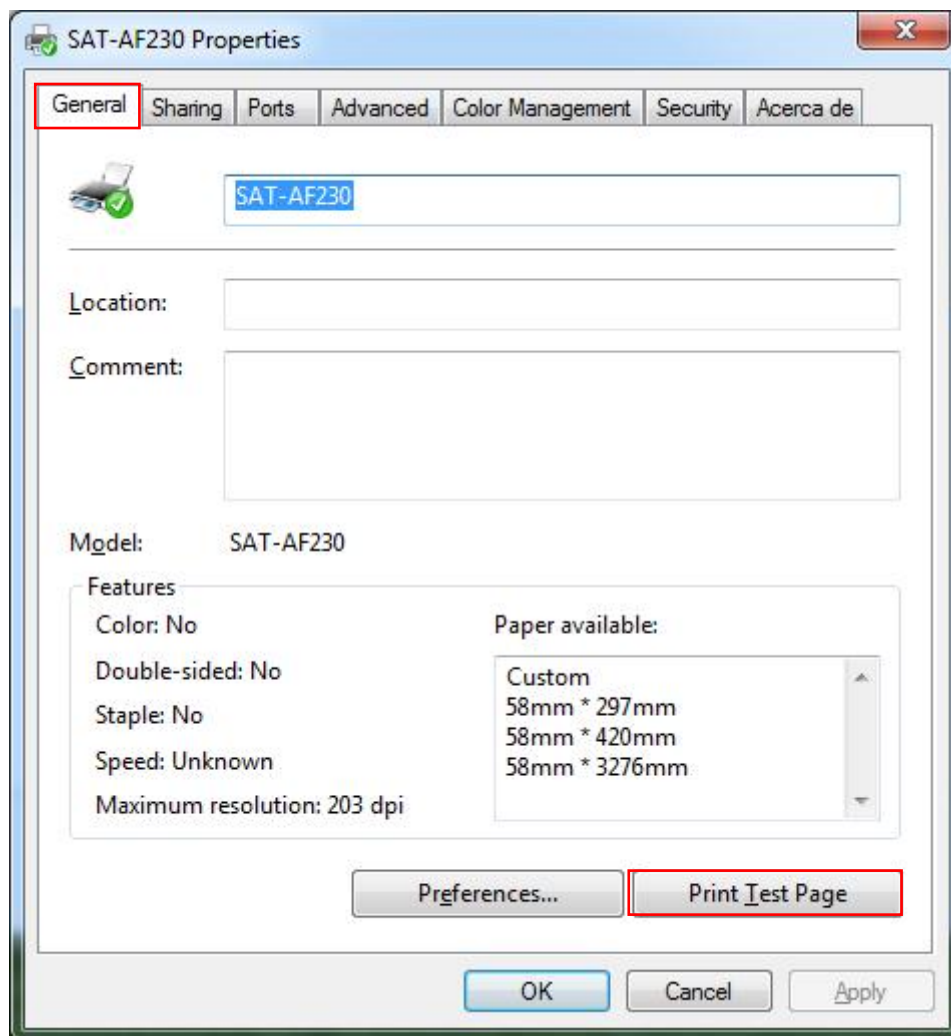 SAT-AF230 Properties
General Sharing Ports Advanced Color Management Security Acerca de
SAT-AF230
Location:
Comment:
Model: SAT-AF230
Features
Color: No
Double-sided: No
Staple: No
Speed: Unknown
Maximum resolution: 203 dpi
Paper available:
Custom
58mm * 297mm
58mm * 420mm
58mm * 3276mm
Preferences... Print Test Page
OK Cancel Apply